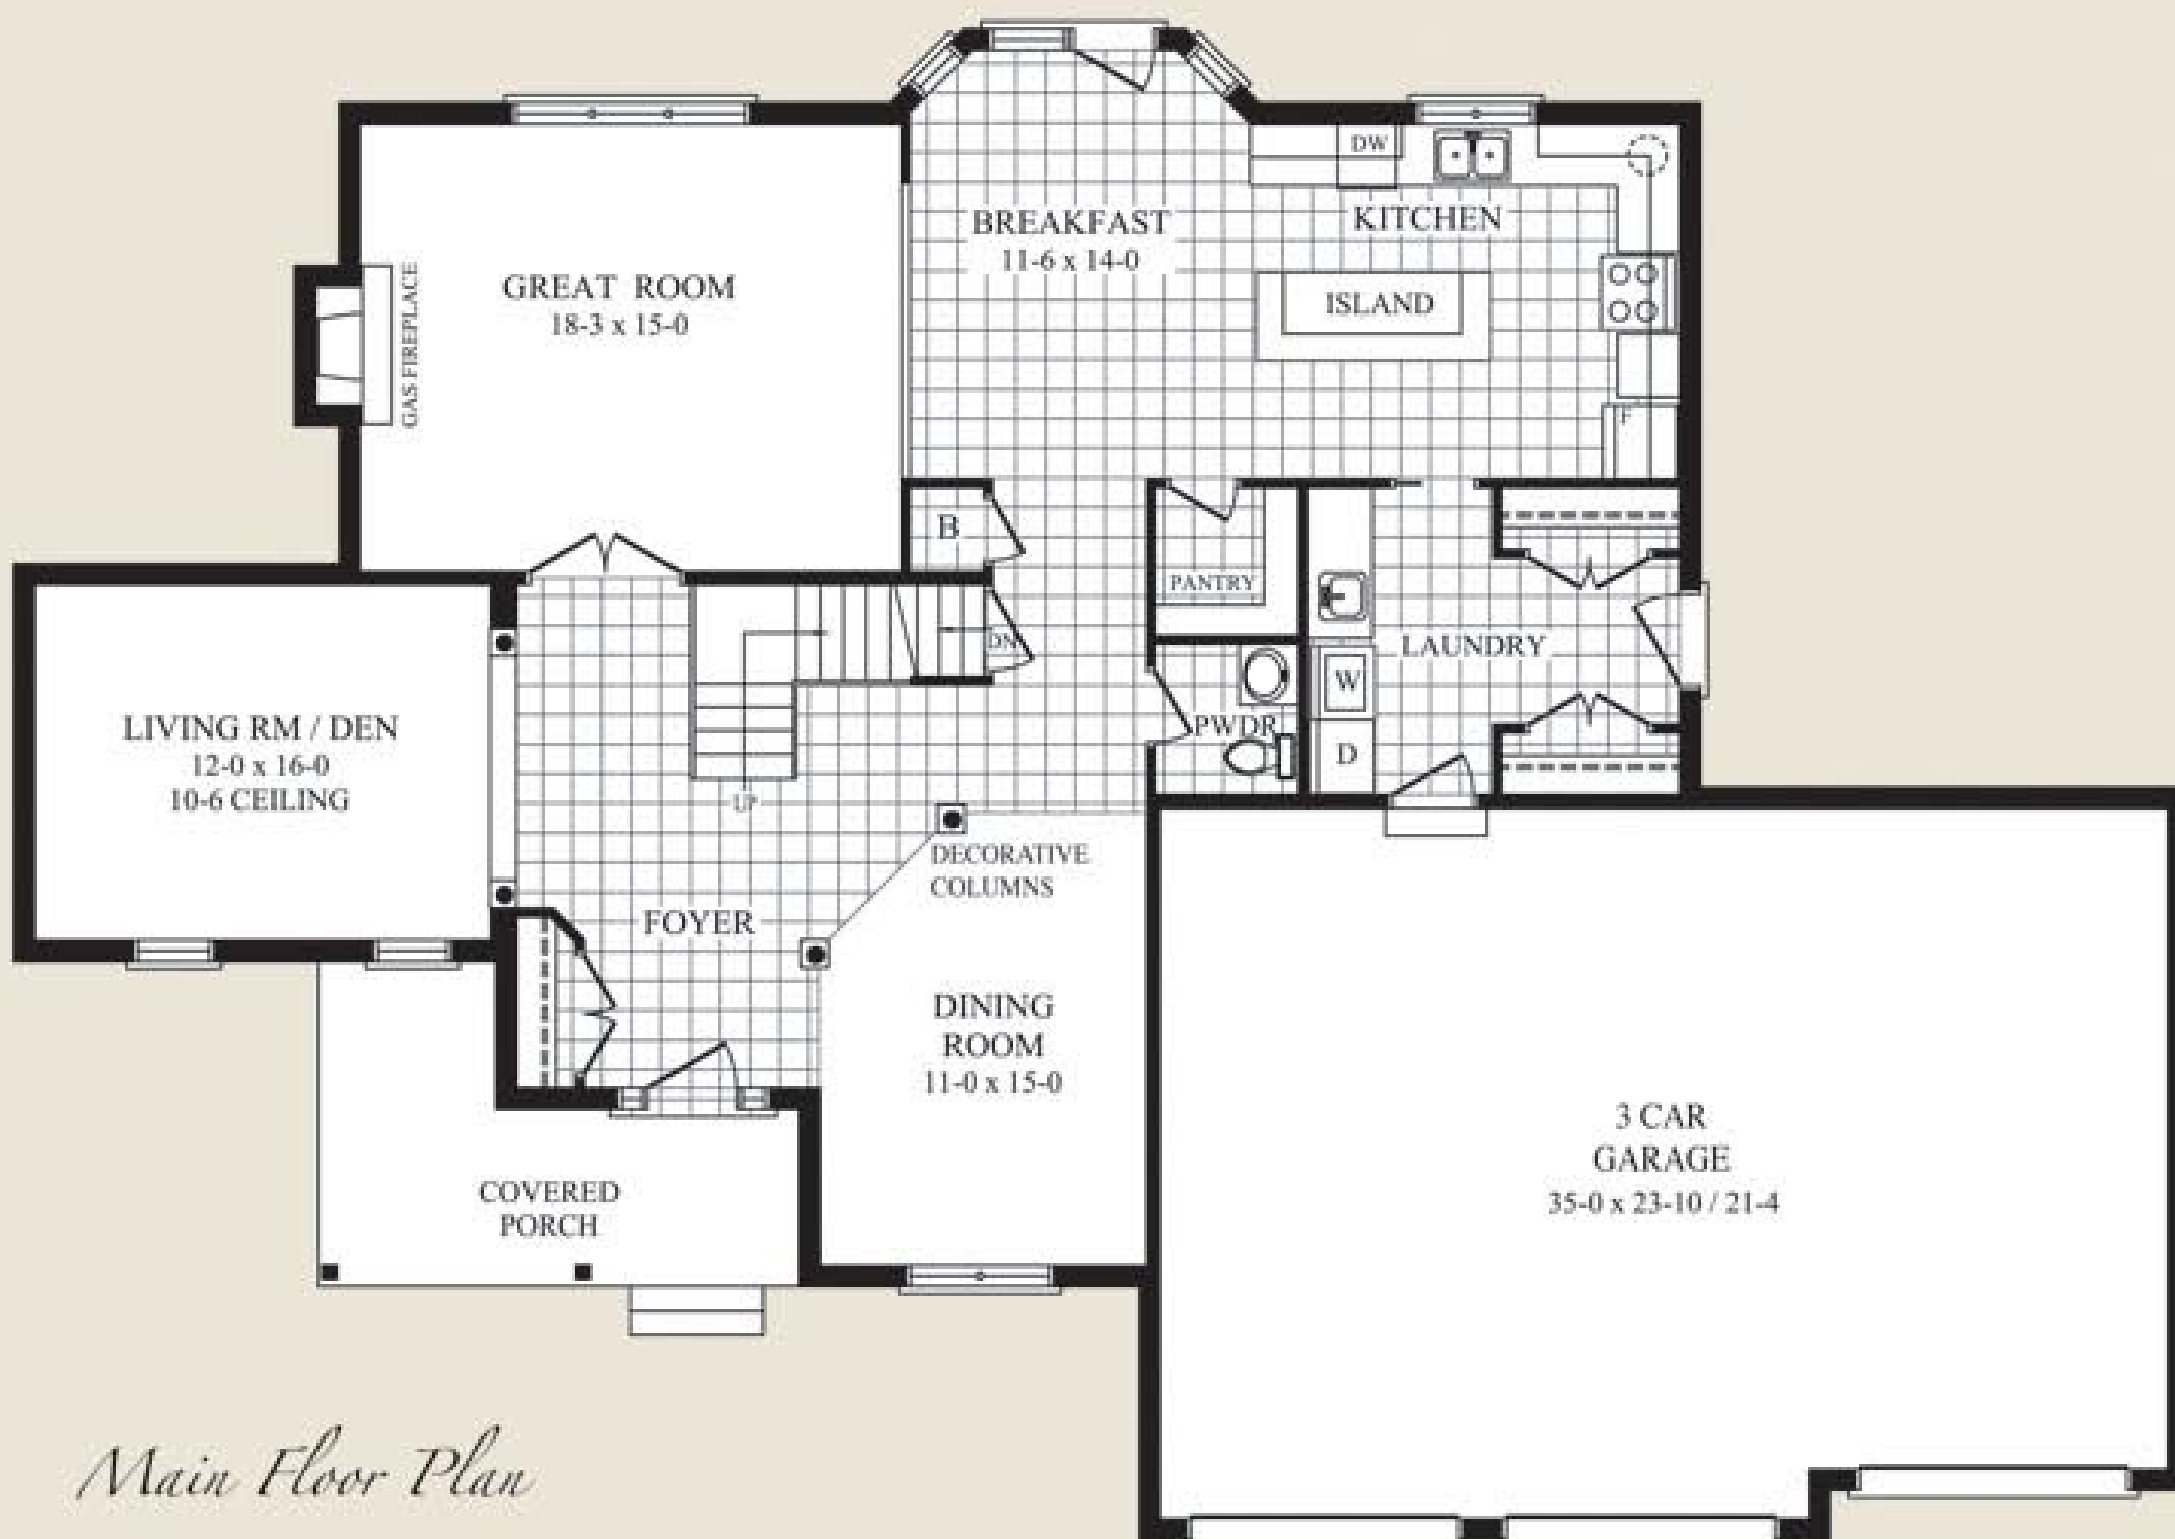 GREAT ROOM
18-3 x 15-0
GAS FIREPLACE
BREAKFAST
11-6 x 14-0
DW
KITCHEN
ISLAND
F
B
PANTRY
DN
LAUNDRY
W
D
PWDR
UP
LIVING RM / DEN
12-0 x 16-0
10-6 CEILING
DECORATIVE
COLUMNS
FOYER
DINING
ROOM
11-0 x 15-0
COVERED
PORCH
3 CAR
GARAGE
35-0 x 23-10 / 21-4
Main Floor Plan